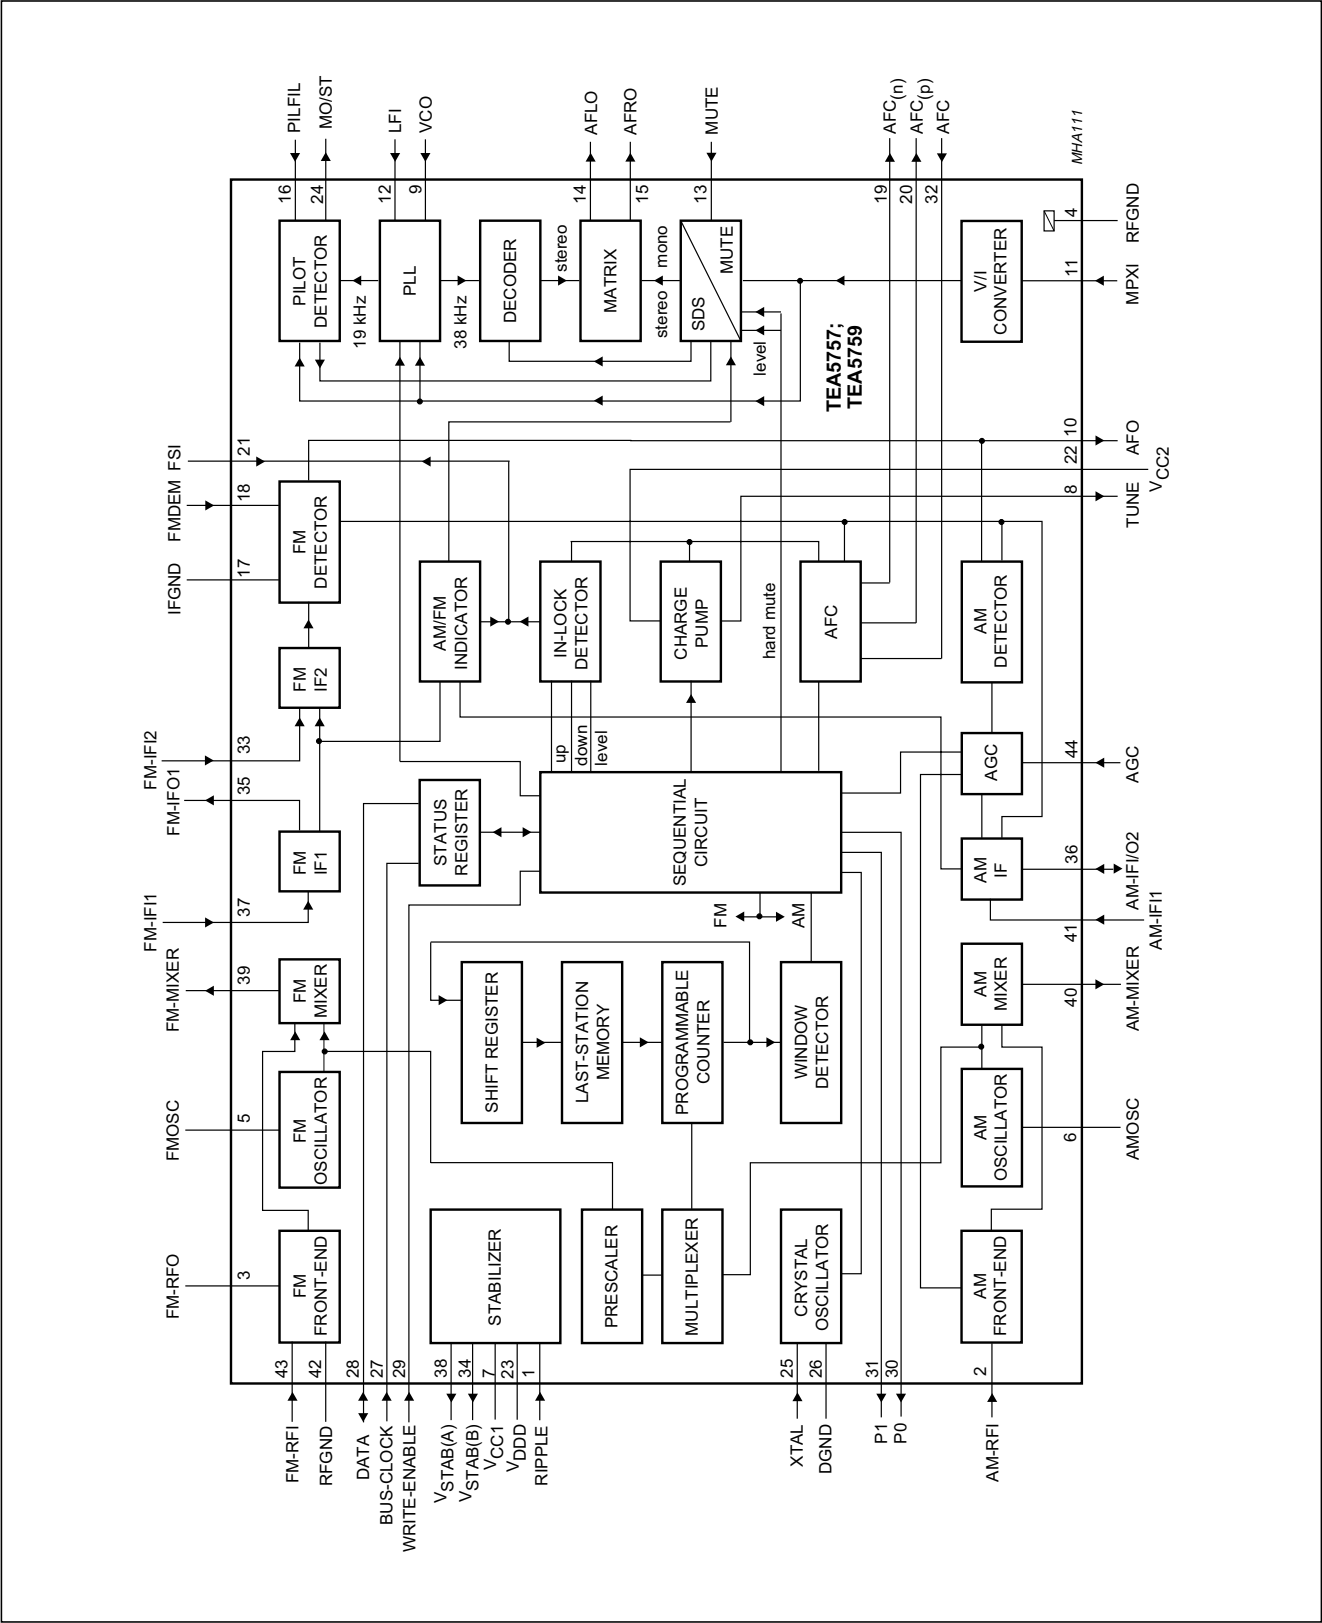 PILFIL
MO/ST
LFI
VCO
AFLO
AFRO
MUTE
AFC(n)
AFC(p)
AFC
MHA111
16
24
12
9
14
15
13
19
20
32
PILOT
DETECTOR
19 kHz
PLL
38 kHz
DECODER
stereo
MATRIX
stereo mono
SDS
MUTE
level
V/I
CONVERTER
4
RFGND
11
MPXI
TEA5757;
TEA5759
FSI
21
FMDEM
18
IFGND
17
FM
DETECTOR
FM
IF2
AM/FM
INDICATOR
IN-LOCK
DETECTOR
CHARGE
PUMP
hard mute
AFC
AM
DETECTOR
10
AFO
22
VCC2
8
TUNE
up
down
level
FM-IFI2
33
FM-IFO1
35
FM-IFI1
37
FM
IF1
STATUS
REGISTER
SEQUENTIAL
CIRCUIT
FM
AM
AGC
44
AGC
AM
IF
36
AM-IFI/O2
41
AM-IFI1
FM-MIXER
39
FM
MIXER
SHIFT REGISTER
LAST-STATION
MEMORY
PROGRAMMABLE
COUNTER
WINDOW
DETECTOR
AM
MIXER
40
AM-MIXER
FMOSC
5
FM
OSCILLATOR
AM
OSCILLATOR
6
AMOSC
FM-RFO
3
FM
FRONT-END
STABILIZER
PRESCALER
MULTIPLEXER
CRYSTAL
OSCILLATOR
AM
FRONT-END
43
42
28
27
29
38
34
7
23
1
25
26
31
30
2
FM-RFI
RFGND
DATA
BUS-CLOCK
WRITE-ENABLE
VSTAB(A)
VSTAB(B)
VCC1
VDDD
RIPPLE
XTAL
DGND
P1
P0
AM-RFI